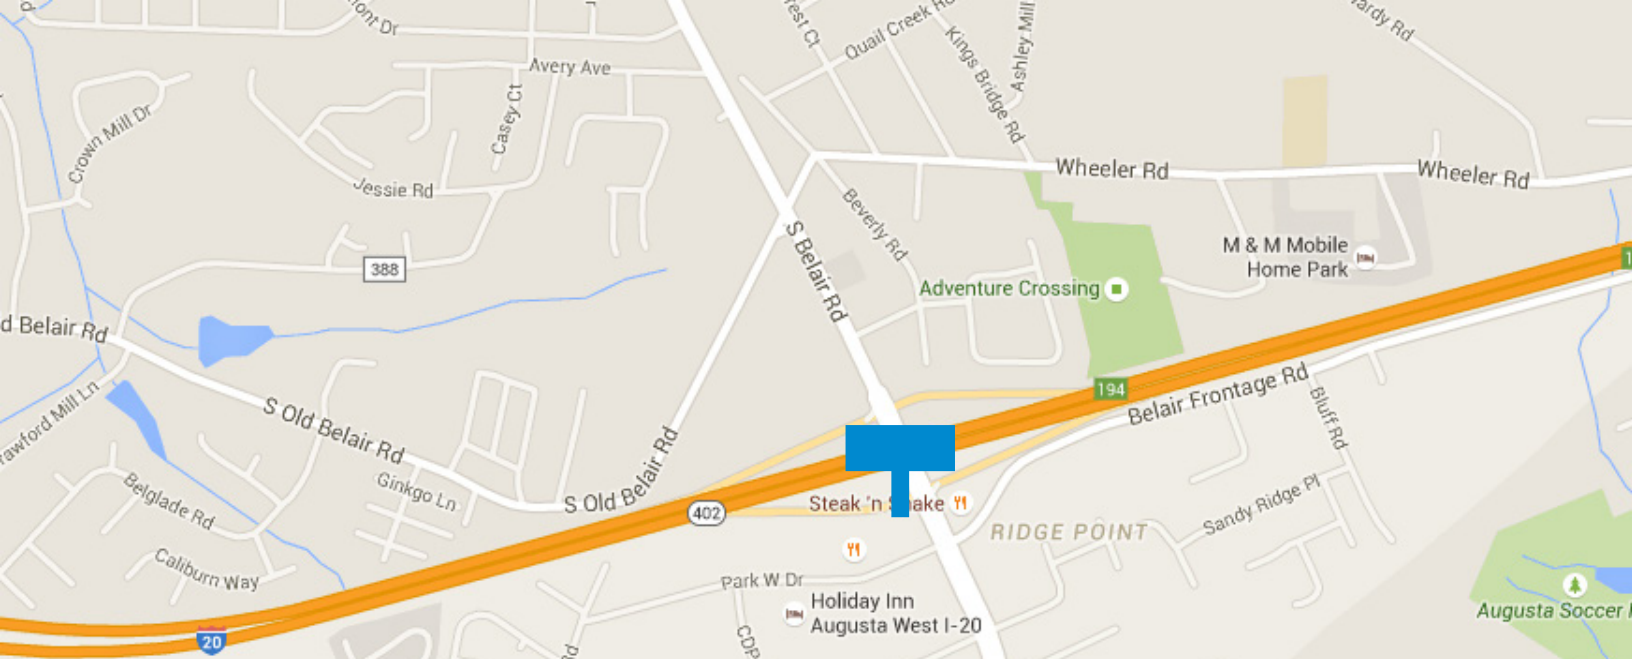 Avery Ave
Quail Creek
Kings Bridge Rd
Ashley Mill
Crown Mill Dr
Casey Ct
Jessie Rd
Wheeler Rd
Wheeler Rd
Beverly Rd
S Belair Rd
M & M Mobile
Home Park
388
Adventure Crossing
Belair Rd
194
Belair Frontage Rd
Bluff Rd
S Old Belair Rd
S Old Belair Rd
Ginkgo Ln
Belglade Rd
402
Steak 'n
Sandy Ridge Pl
RIDGE POINT
Caliburn Way
Park W Dr
Holiday Inn
Augusta West I-20
20
Augusta Soccer